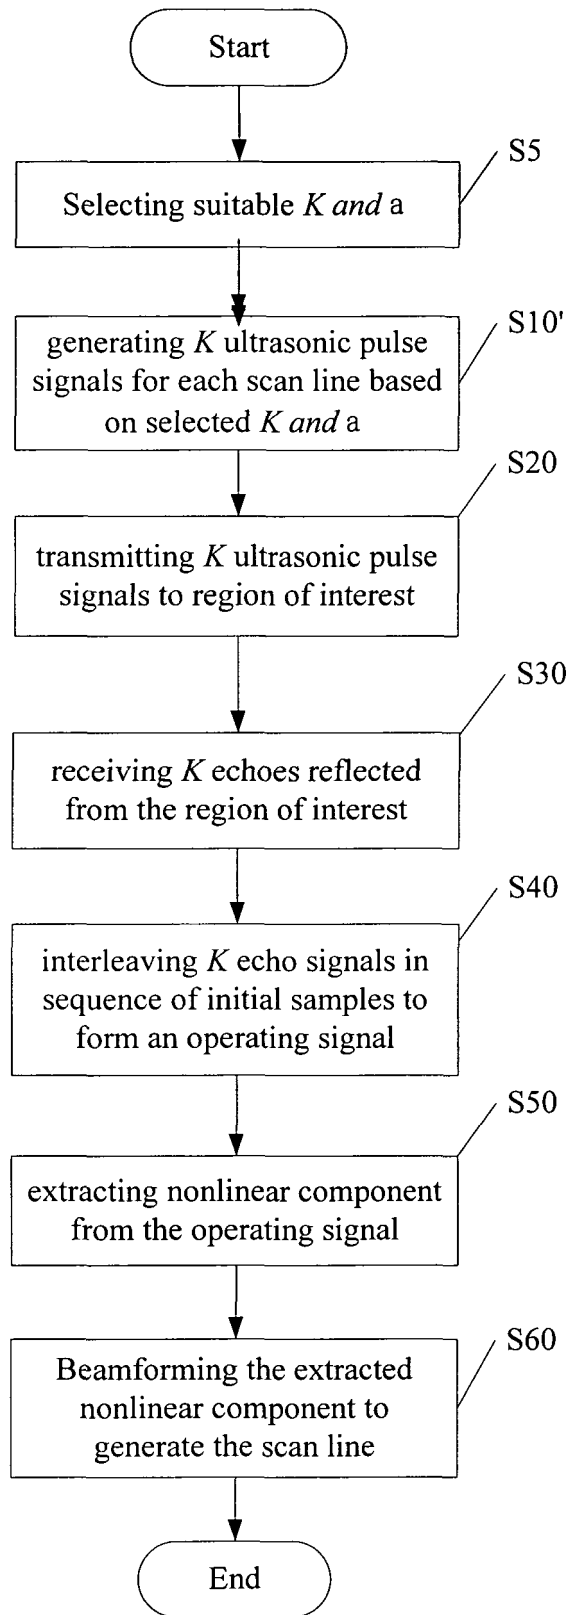 Start
S5
Selecting suitable K and a
S10'
generating K ultrasonic pulse
signals for each scan line based
on selected K and a
S20
transmitting K ultrasonic pulse
signals to region of interest
S30
receiving K echoes reflected
from the region of interest
S40
interleaving K echo signals in
sequence of initial samples to
form an operating signal
S50
extracting nonlinear component
from the operating signal
S60
Beamforming the extracted
nonlinear component to
generate the scan line
End